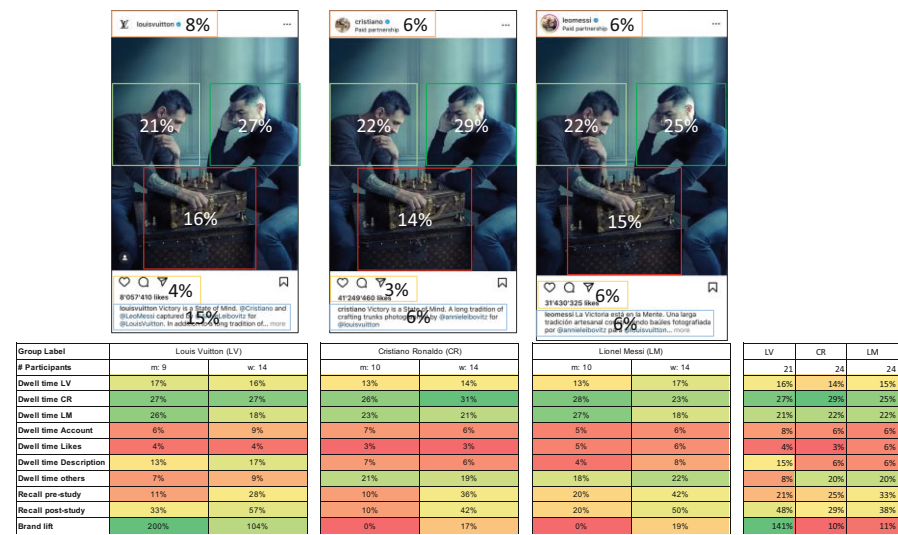 louisvuitton 8% ...
cristiano 6% ...
Paid partnership
leomessi 6% ...
Paid partnership
21% 27%
22% 29%
22% 25%
16%
14%
15%
4%
8'057'410 likes
louisvuitton Victory is a State of Mind. @Cristiano and
@LeoMessi captured @annieLeibovitz for
@LouisVuitton. In addition to a long tradition of... more
15%
3%
41'249'460 likes
cristiano Victory is a State of Mind. A long tradition of
crafting trunks photographed by @annieleibovitz for
@louisvuitton
6%
6%
31'430'325 likes
leomessi La Victoria está en la Mente. Una larga
tradición artesanal confeccionando baúles fotografiada
por @annieleibovitz para @louisvuitton... more
6%
Group Label Louis Vuitton (LV) Cristiano Ronaldo (CR) Lionel Messi (LM) LV CR LM
# Participants m: 9 w: 14 m: 10 w: 14 m: 10 w: 14 21 24 24
Dwell time LV 17% 16% 13% 14% 13% 17% 16% 14% 15%
Dwell time CR 27% 27% 26% 31% 28% 23% 27% 29% 25%
Dwell time LM 26% 18% 23% 21% 27% 18% 21% 22% 22%
Dwell time Account 6% 9% 7% 6% 5% 6% 8% 6% 6%
Dwell time Likes 4% 4% 3% 3% 5% 6% 4% 3% 6%
Dwell time Description 13% 17% 7% 6% 4% 8% 15% 6% 6%
Dwell time others 7% 9% 21% 19% 18% 22% 8% 20% 20%
Recall pre-study 11% 28% 10% 36% 20% 42% 21% 25% 33%
Recall post-study 33% 57% 10% 42% 20% 50% 48% 29% 38%
Brand lift 200% 104% 0% 17% 0% 19% 141% 10% 11%